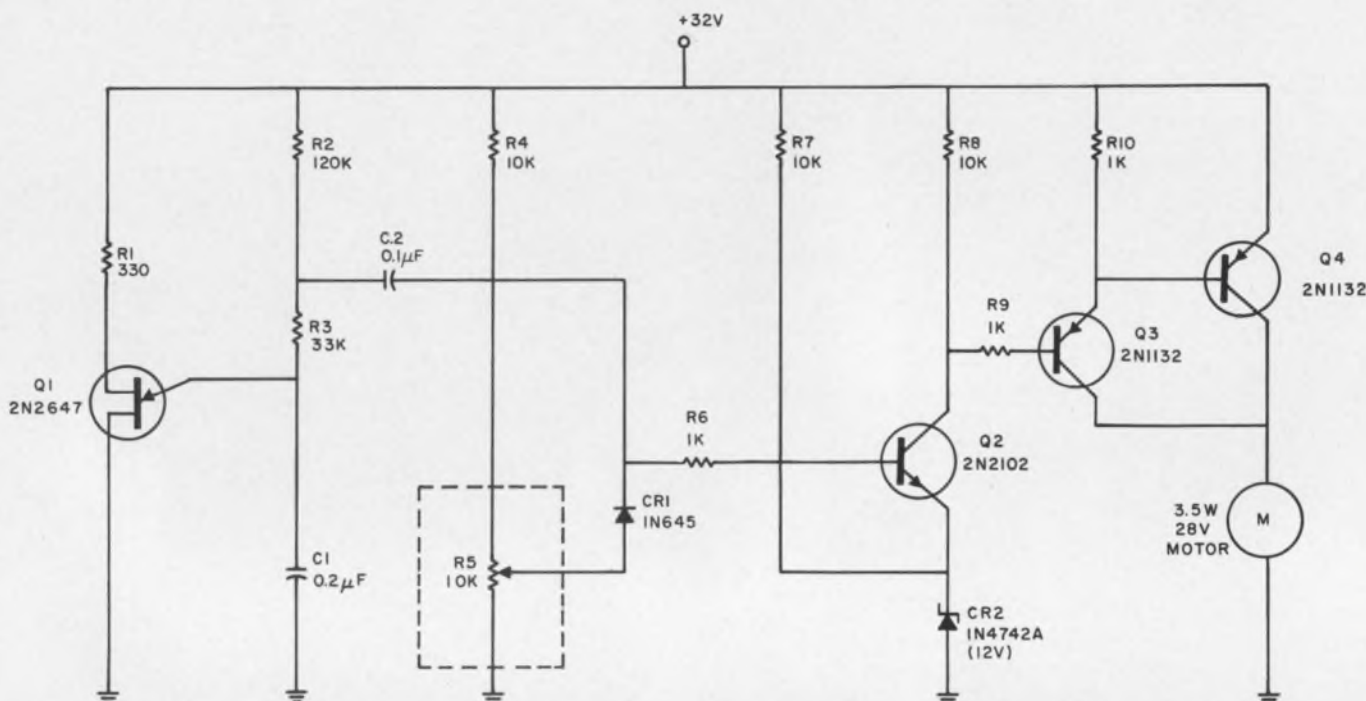 +32V
R2
120K
R4
10K
R7
10K
R8
10K
R10
1K
R1
330
C.2
0.1µF
Q4
2N1132
R3
33K
R9
1K
Q3
2N1132
Q1
2N2647
R6
1K
Q2
2N2102
CR1
1N645
3.5W
28V
MOTOR
M
C1
0.2µF
R5
10K
CR2
1N4742A
(12V)